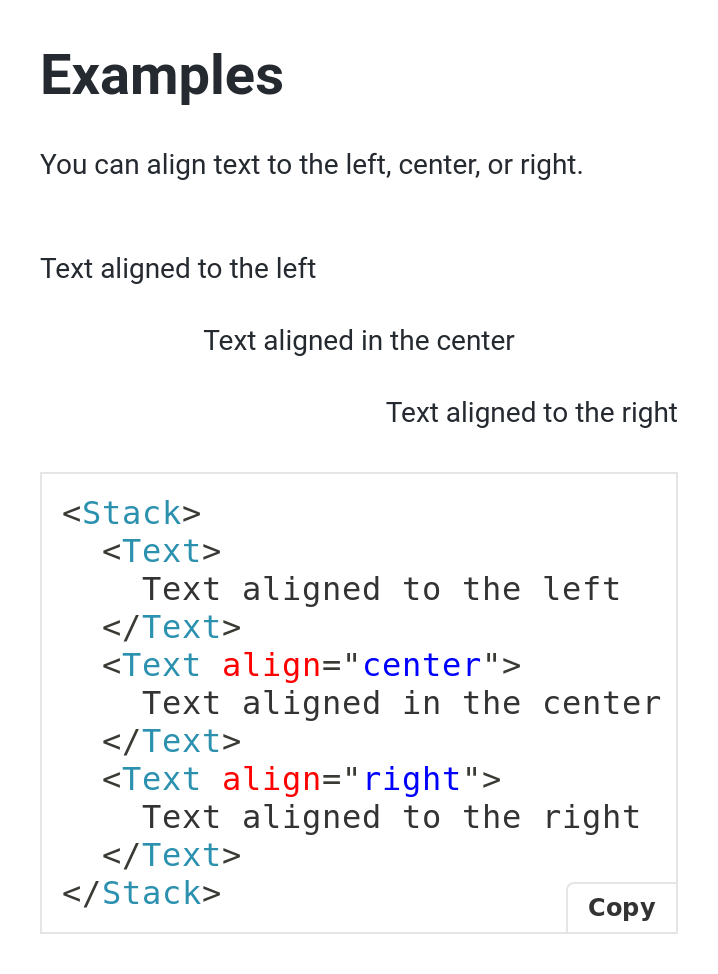 Examples
You can align text to the left, center, or right.
Text aligned to the left
Text aligned in the center
Text aligned to the right
<Stack>
  <Text>
    Text aligned to the left
  </Text>
  <Text align="center">
    Text aligned in the center
  </Text>
  <Text align="right">
    Text aligned to the right
  </Text>
</Stack>
Copy